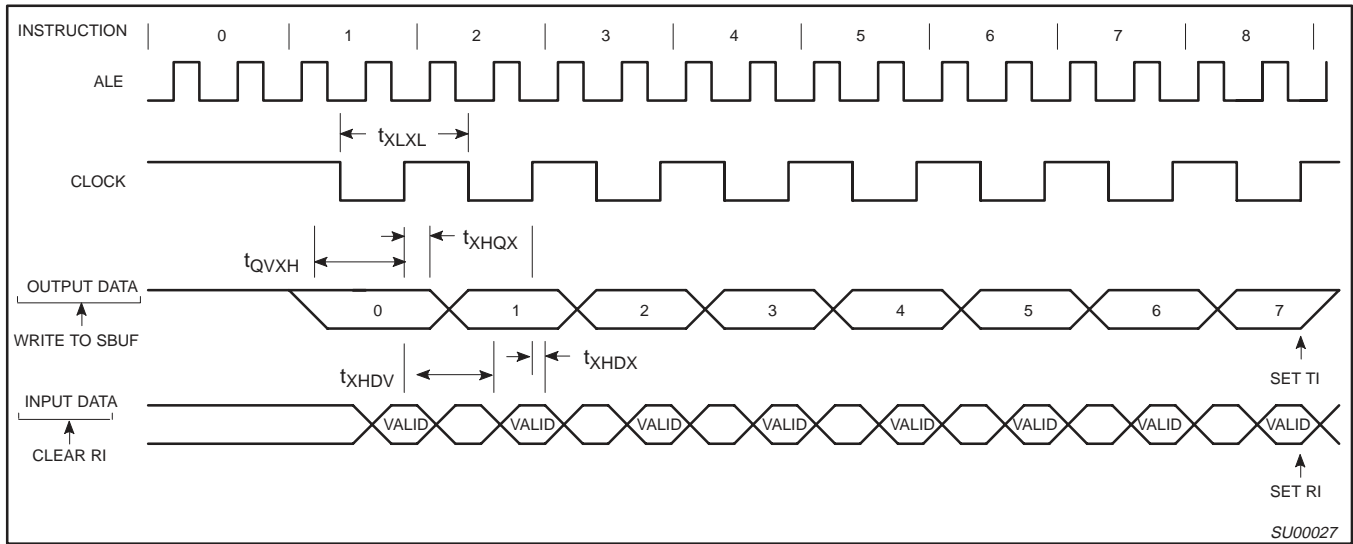 INSTRUCTION 0 1 2 3 4 5 6 7 8
ALE
tXLXL
CLOCK
tXHQX
tQVXH
OUTPUT DATA 0 1 2 3 4 5 6 7
WRITE TO SBUF
tXHDX
tXHDV
SET TI
INPUT DATA VALID VALID VALID VALID VALID VALID VALID VALID
CLEAR RI
SET RI
SU00027